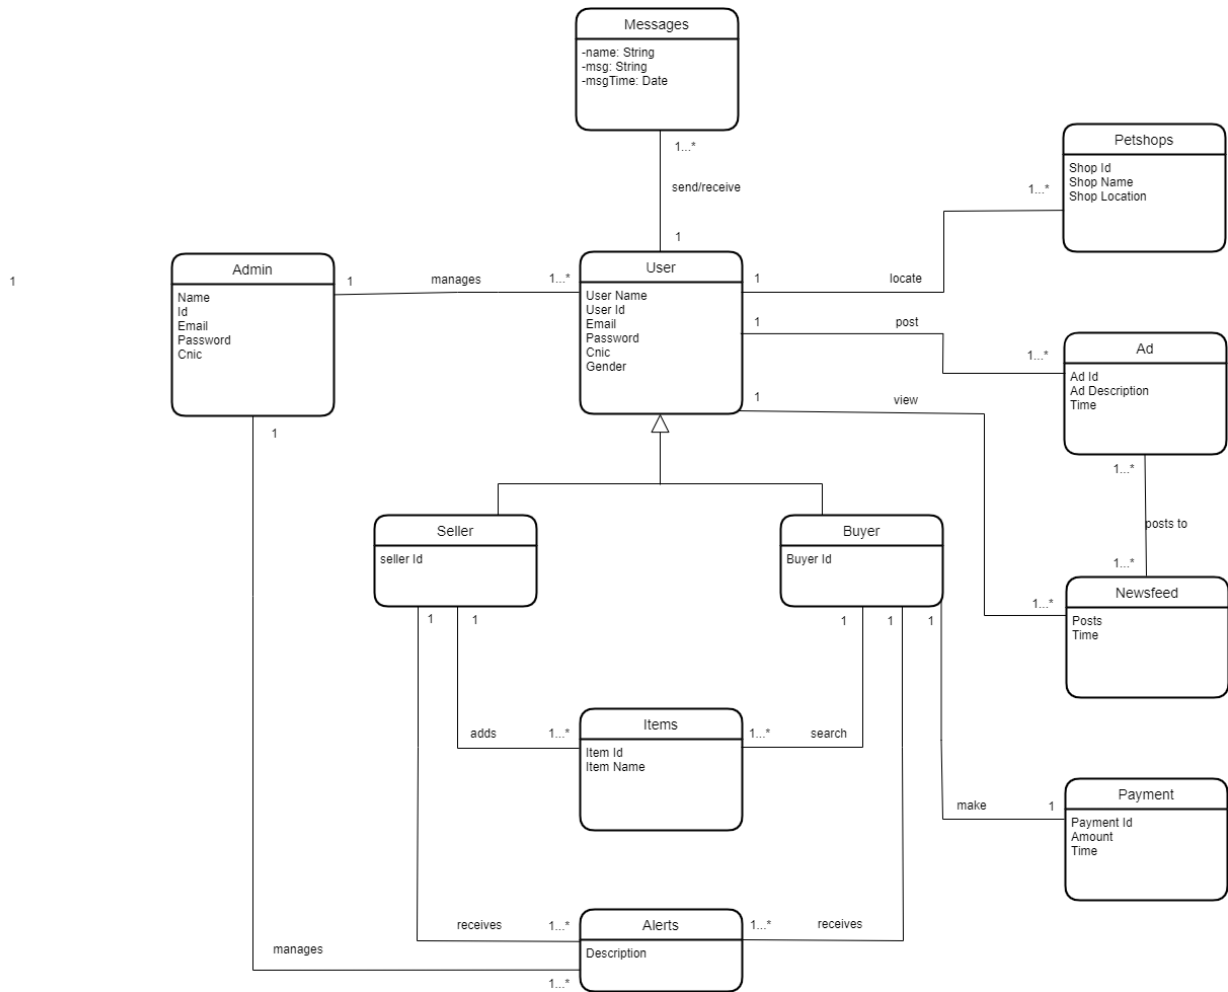 Messages
-name: String
-msg: String
-msgTime: Date
1...*
send/receive
1
Petshops
Shop Id
Shop Name
Shop Location
1...*
1
Admin
Name
Id
Email
Password
Cnic
1
manages
1...*
User
User Name
User Id
Email
Password
Cnic
Gender
1
locate
1
post
1...*
1
view
Ad
Ad Id
Ad Description
Time
1...*
posts to
1...*
1
Seller
seller Id
Buyer
Buyer Id
1...*
Newsfeed
Posts
Time
1
1
1
1
1
adds
1...*
Items
Item Id
Item Name
1...*
search
make
1
Payment
Payment Id
Amount
Time
receives
1...*
Alerts
Description
1...*
receives
manages
1...*